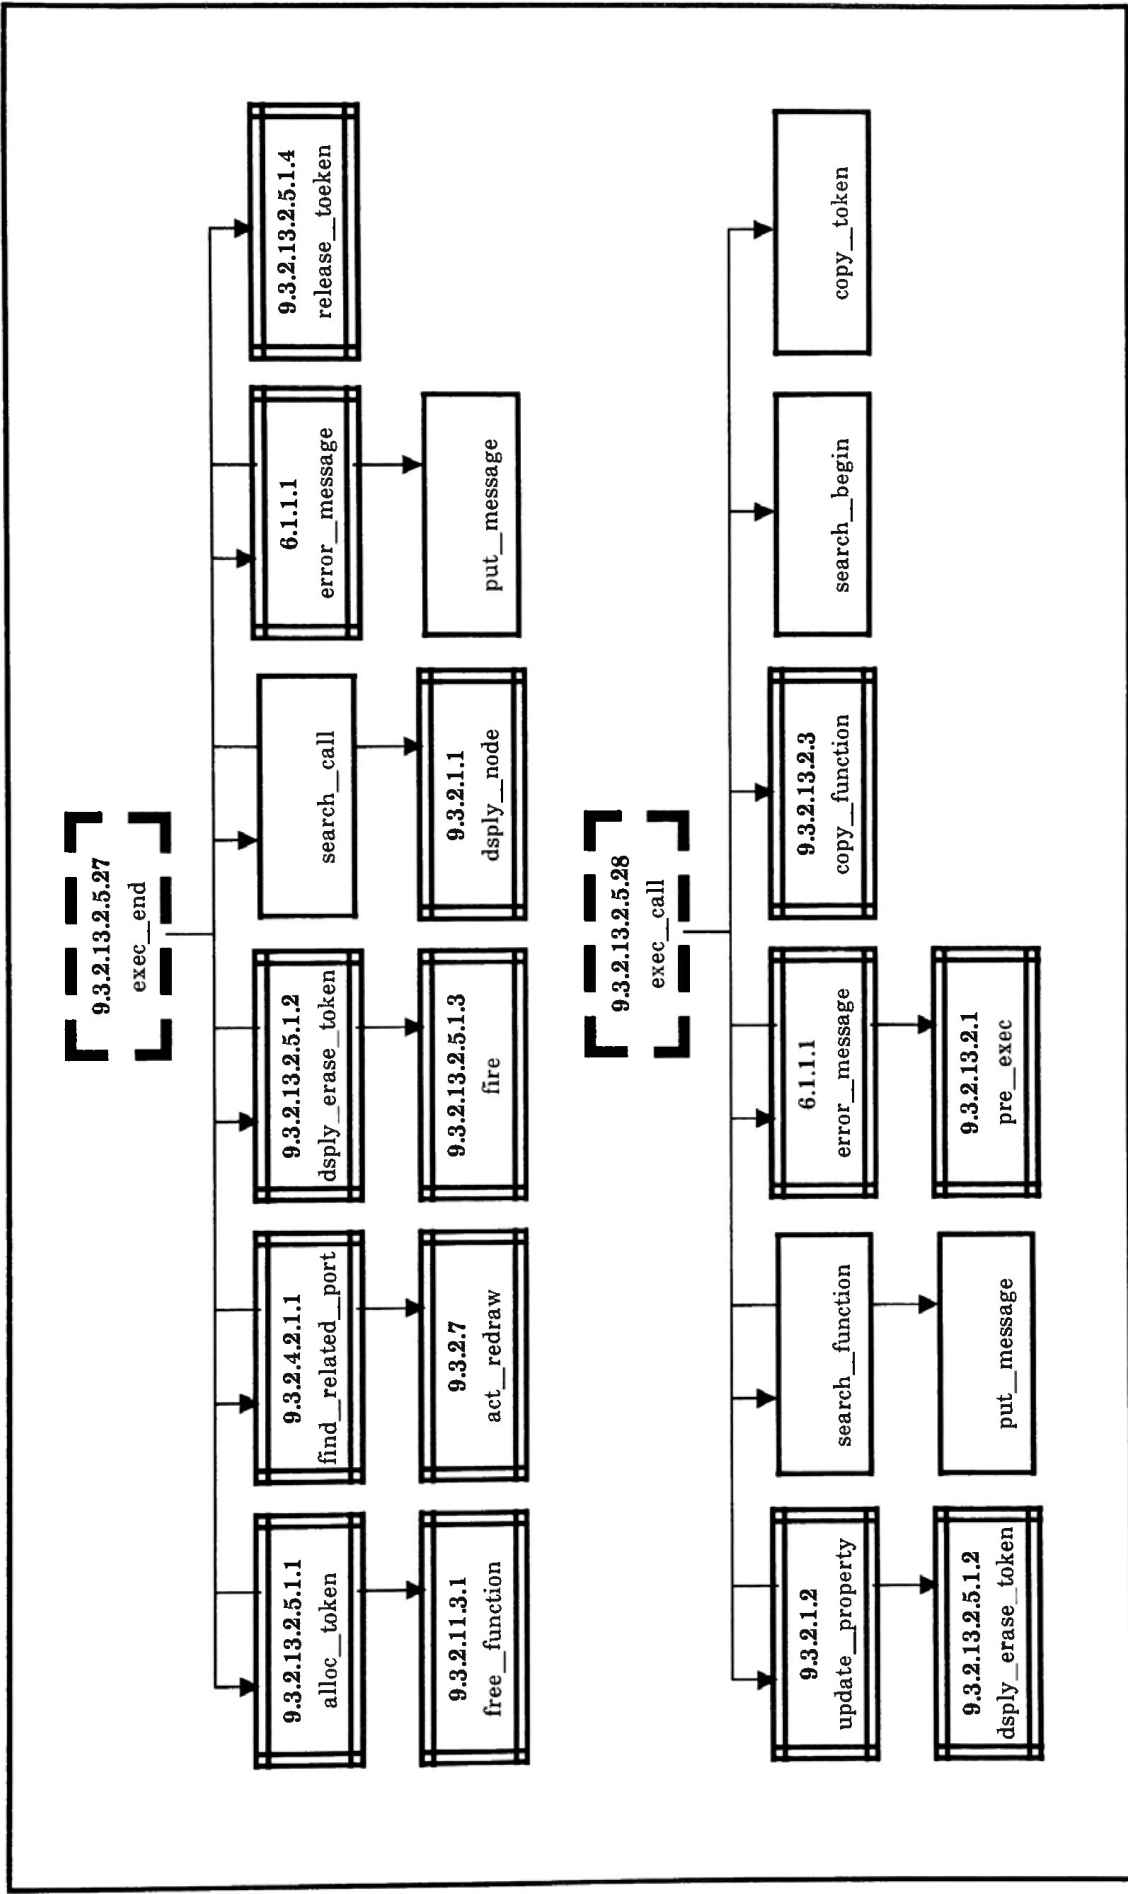 9.3.2.13.2.5.27
exec__end
9.3.2.13.2.5.1.1
alloc__token
9.3.2.4.2.1.1
find__related__port
9.3.2.13.2.5.1.2
dsply__erase__token
search__call
6.1.1.1
error__message
9.3.2.13.2.5.1.4
release__toeken
9.3.2.11.3.1
free__function
9.3.2.7
act__redraw
9.3.2.13.2.5.1.3
fire
9.3.2.1.1
dsply__node
put__message
9.3.2.13.2.5.28
exec__call
9.3.2.1.2
update__property
search__function
6.1.1.1
error__message
9.3.2.13.2.3
copy__function
search__begin
copy__token
9.3.2.13.2.5.1.2
dsply__erase__token
put__message
9.3.2.13.2.1
pre__exec